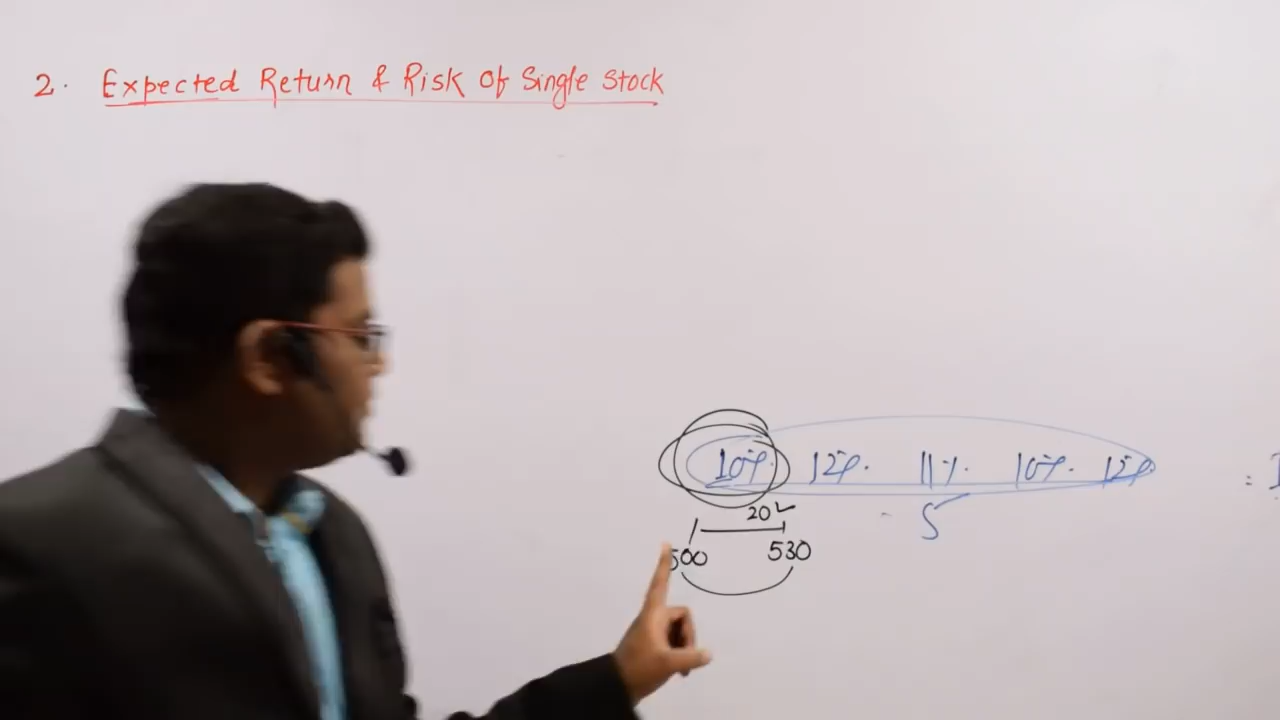 2. Expected Return & Risk Of Single Stock
10%. 12%. 11%. 10%. 12%
=
5
20
500 530